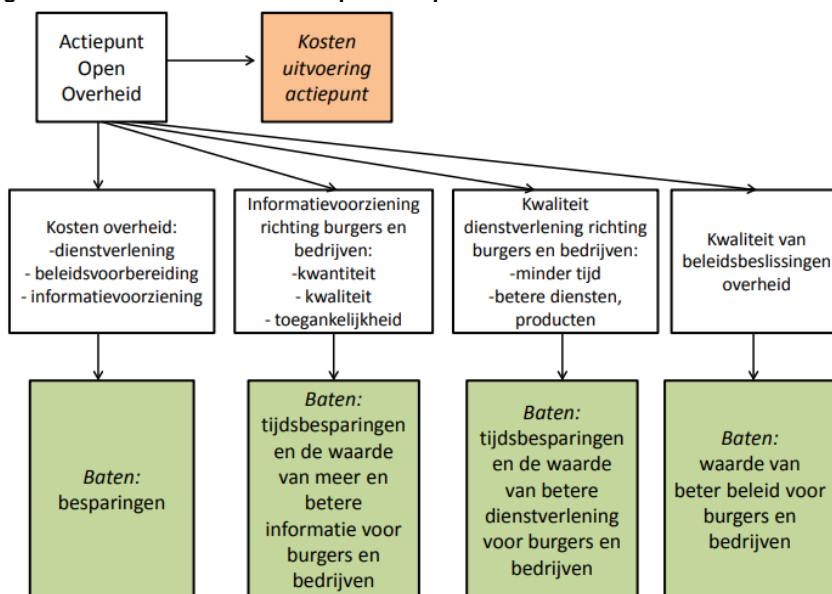 Actiepunt
Open
Overheid
Kosten
uitvoering
actiepunt
Kosten overheid:
-dienstverlening
- beleidsvoorbereiding
- informatievoorziening
Informatievoorziening
richting burgers en
bedrijven:
-kwantiteit
- kwaliteit
- toegankelijkheid
Kwaliteit
dienstverlening richting
burgers en bedrijven:
-minder tijd
-betere diensten,
producten
Kwaliteit van
beleidsbeslissingen
overheid
Baten:
besparingen
Baten:
tijdsbesparingen
en de waarde
van meer en
betere
informatie voor
burgers en
bedrijven
Baten:
tijdsbesparingen
en de waarde
van betere
dienstverlening
voor burgers en
bedrijven
Baten:
waarde van
beter beleid voor
burgers en
bedrijven